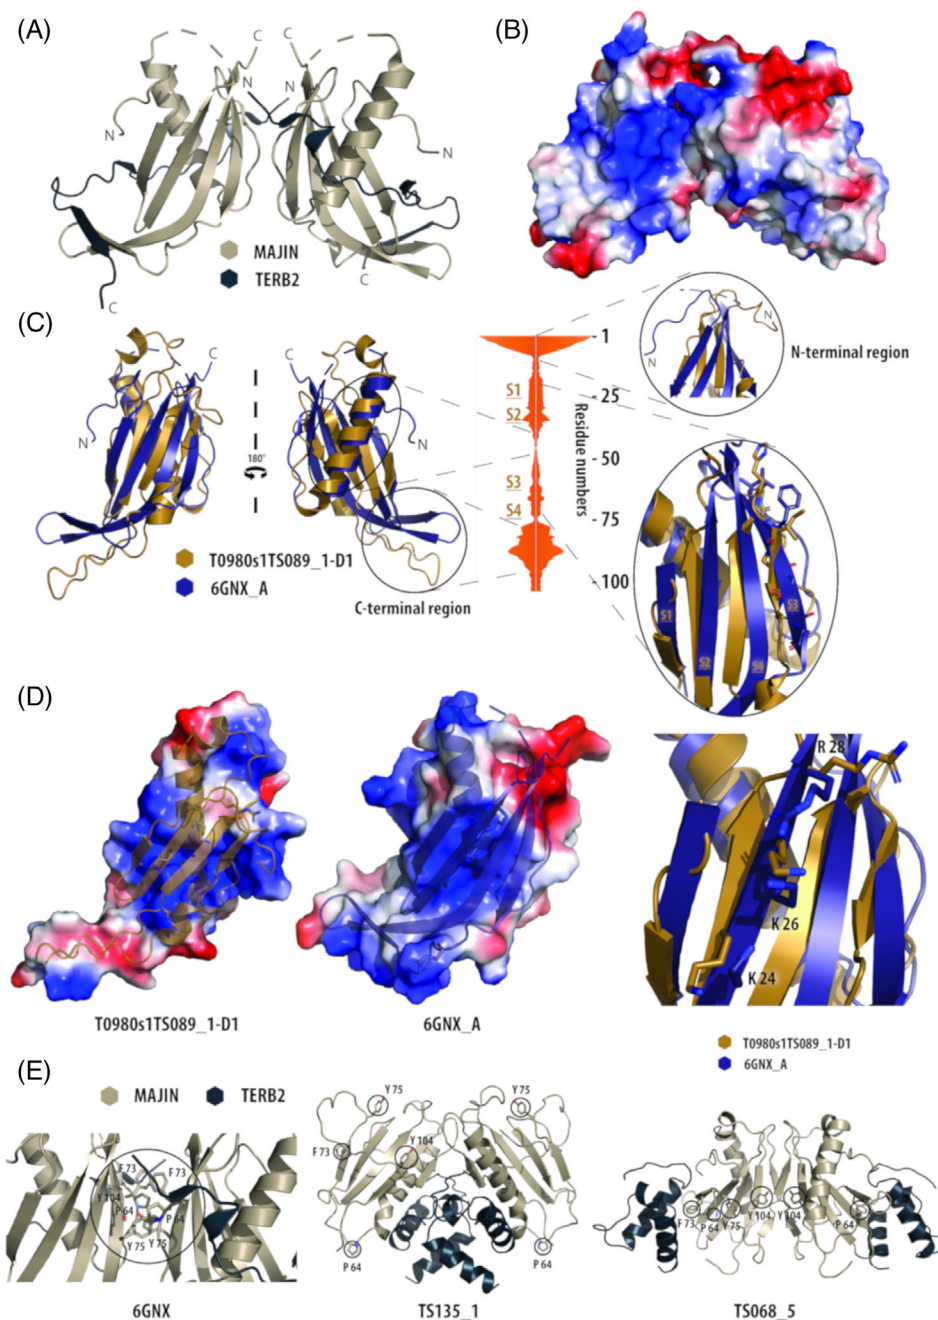 (A)
C
C
N
N
N
N
MAJIN
TERB2
C
C
(B)
(C)
C
N
180°
C
N
T0980s1TS089_1-D1
6GNX_A
C-terminal region
1
25
50
75
100
Residue numbers
S1
S2
S3
S4
N
N
N-terminal region
S1
S2
S4
S3
(D)
T0980s1TS089_1-D1
6GNX_A
R 28
K 26
K 24
T0980s1TS089_1-D1
6GNX_A
(E)
MAJIN
TERB2
F 73
F 73
Y 104
P 64
P 64
Y 75
Y 75
6GNX
Y 75
Y 75
F 73
Y 104
P 64
P 64
TS135_1
F 73
P 64
Y 75
Y 104
Y 104
P 64
TS068_5